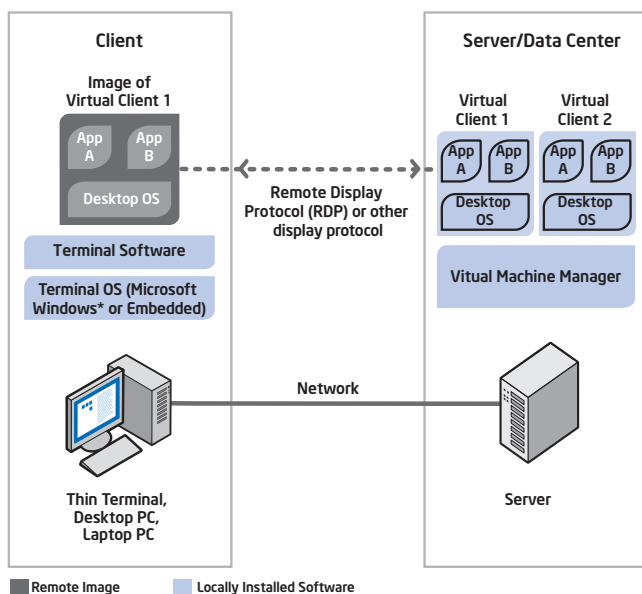 Client
Image of
Virtual Client 1
App
A
App
B
Desktop OS
Terminal Software
Terminal OS (Microsoft
Windows* or Embedded)
Thin Terminal,
Desktop PC,
Laptop PC
Remote Display
Protocol (RDP) or other
display protocol
Network
Server/Data Center
Virtual
Client 1
Virtual
Client 2
App
A
App
B
App
A
App
B
Desktop
OS
Desktop
OS
Vitual Machine Manager
Server
Remote Image
Locally Installed Software